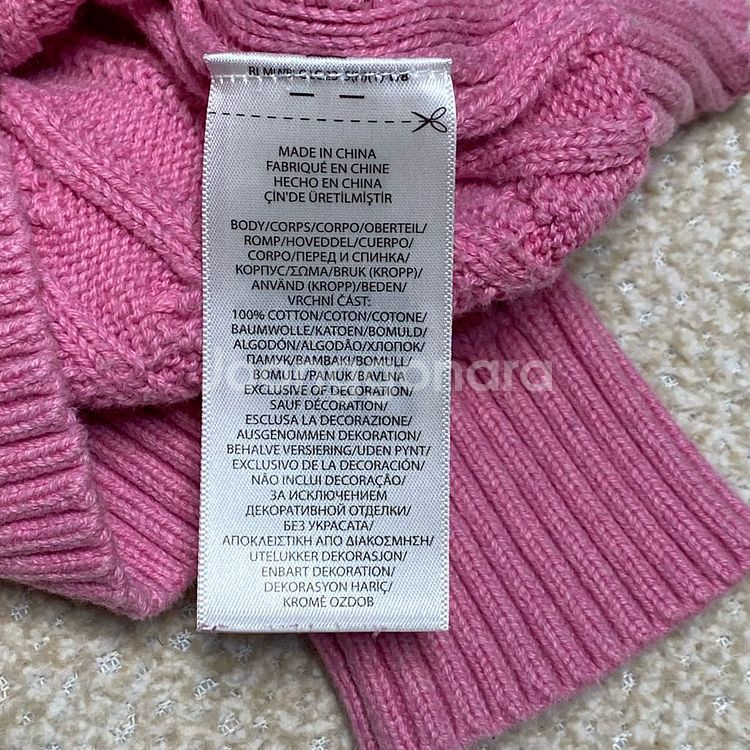 MADE IN CHINA
FABRIQUÉ EN CHINE
HECHO EN CHINA
ÇİN'DE ÜRETİLMİŞTİR
BODY/CORPS/CORPO/OBERTEIL/
ROMP/HOVEDDEL/CUERPO/
CORPO/ПЕРЕД И СПИНКА/
КОРПУС/ΣΩΜΑ/BRUK (KROPP)/
ANVÄND (KROPP)/BEDEN/
VRCHNÍ ČÁST:
100% COTTON/COTON/COTONE/
BAUMWOLLE/KATOEN/BOMULD/
ALGODÓN/ALGODÃO/ХЛОПОК/
ПАМУК/ΒΑΜΒΑΚΙ/BOMULL/
BOMULL/PAMUK/BAVLNA
EXCLUSIVE OF DECORATION/
SAUF DÉCORATION/
ESCLUSA LA DECORAZIONE/
AUSGENOMMEN DEKORATION/
BEHALVE VERSIERING/UDEN PYNT/
EXCLUSIVO DE LA DECORACIÓN/
NÃO INCLUI DECORAÇÃO/
ЗА ИСКЛЮЧЕНИЕМ
ДЕКОРАТИВНОЙ ОТДЕЛКИ/
БЕЗ УКРАСАТА/
ΑΠΟΚΛΕΙΣΤΙΚΗ ΑΠΟ ΔΙΑΚΟΣΜΗΣΗ/
UTELUKKER DEKORASJON/
ENBART DEKORATION/
DEKORASYON HARİÇ/
KROMĚ OZDOB